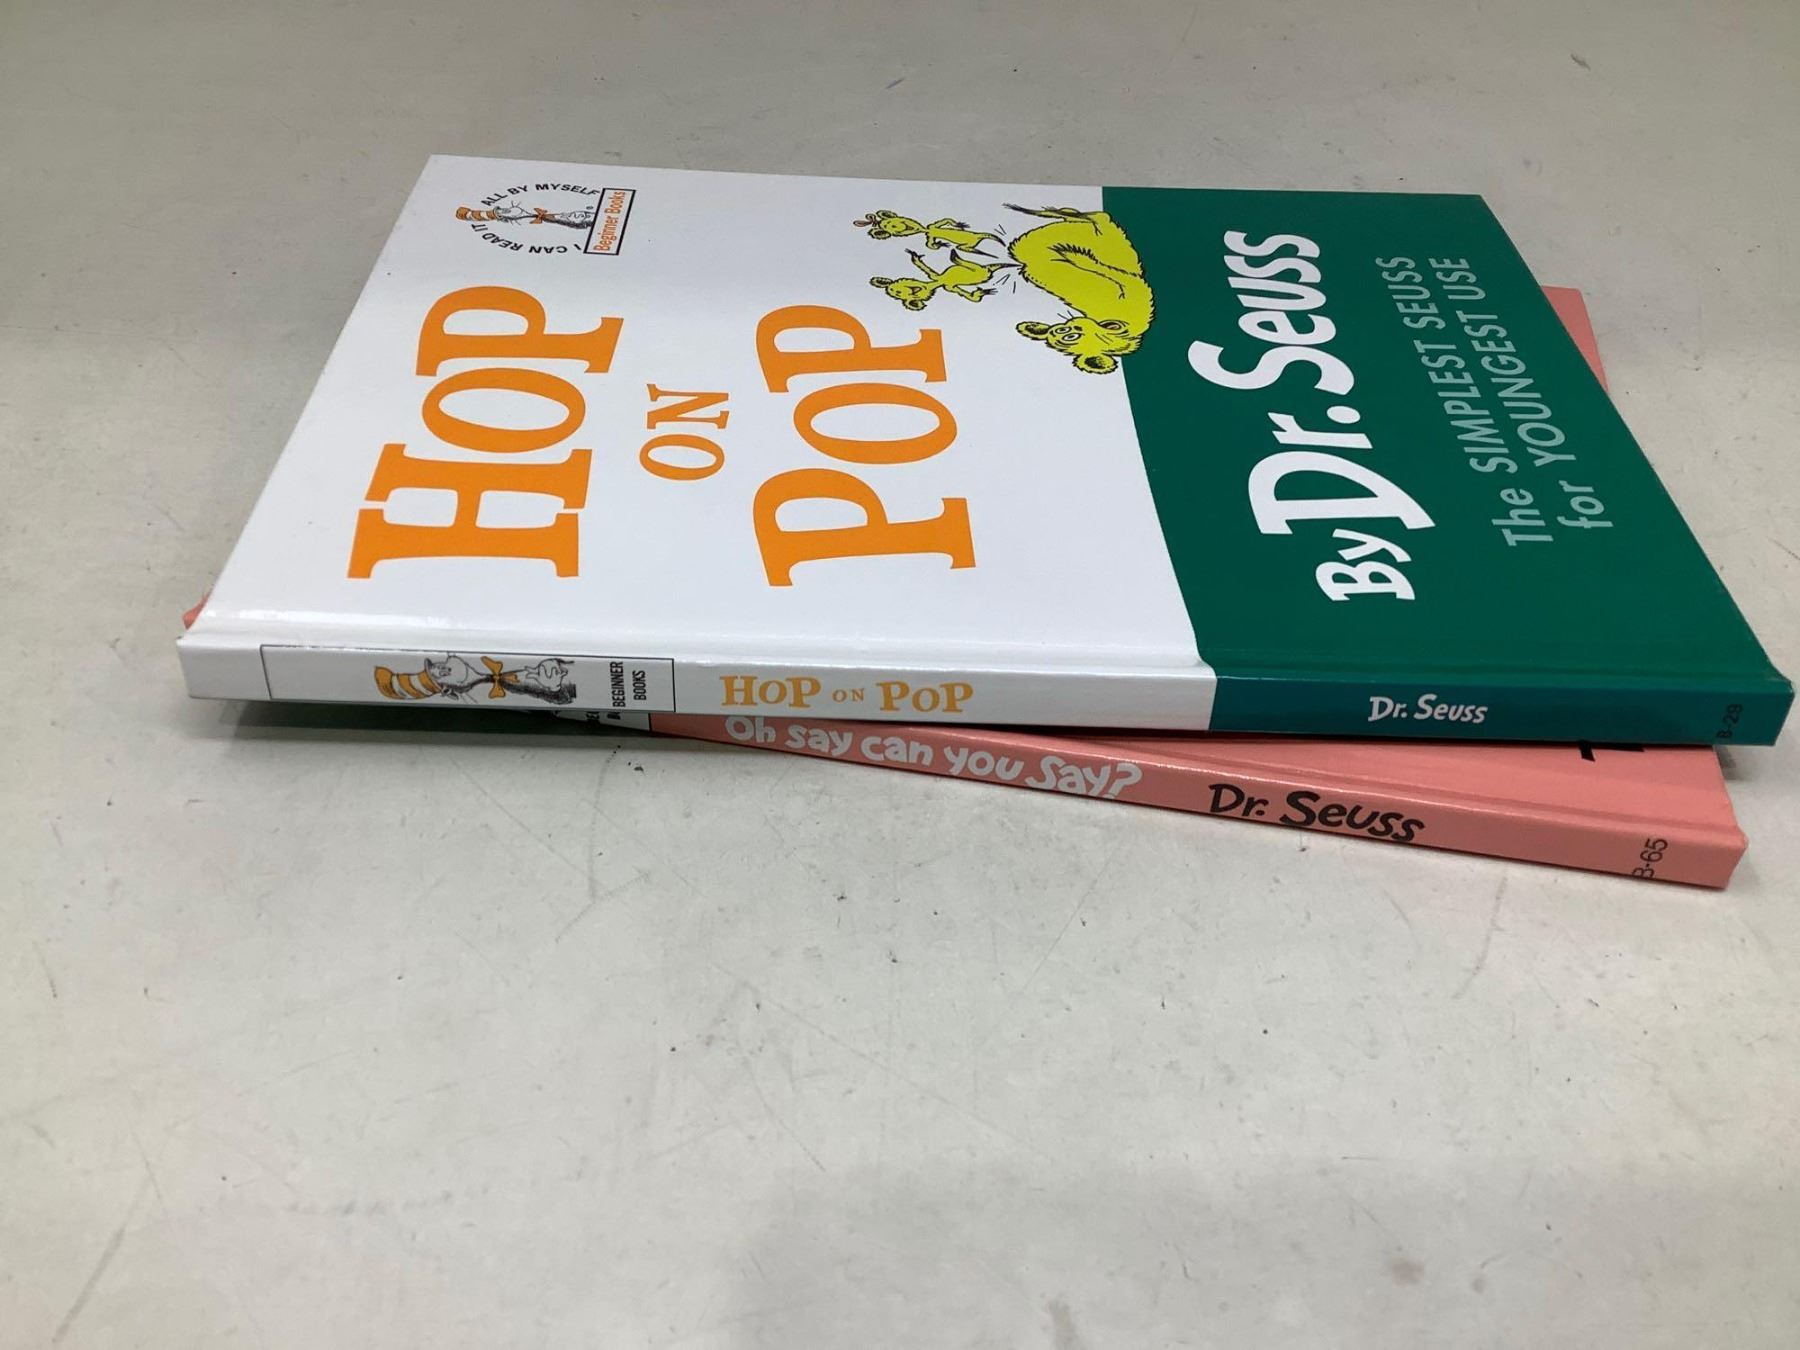 I CAN READ IT ALL BY MYSELF
Beginner Books
HOP
ON
POP
By Dr. Seuss
The SIMPLEST SEUSS
for YOUNGEST USE
BEGINNER
BOOKS
HOP ON POP
Dr. Seuss
B-29
Oh say can you Say?
Dr. Seuss
B-65